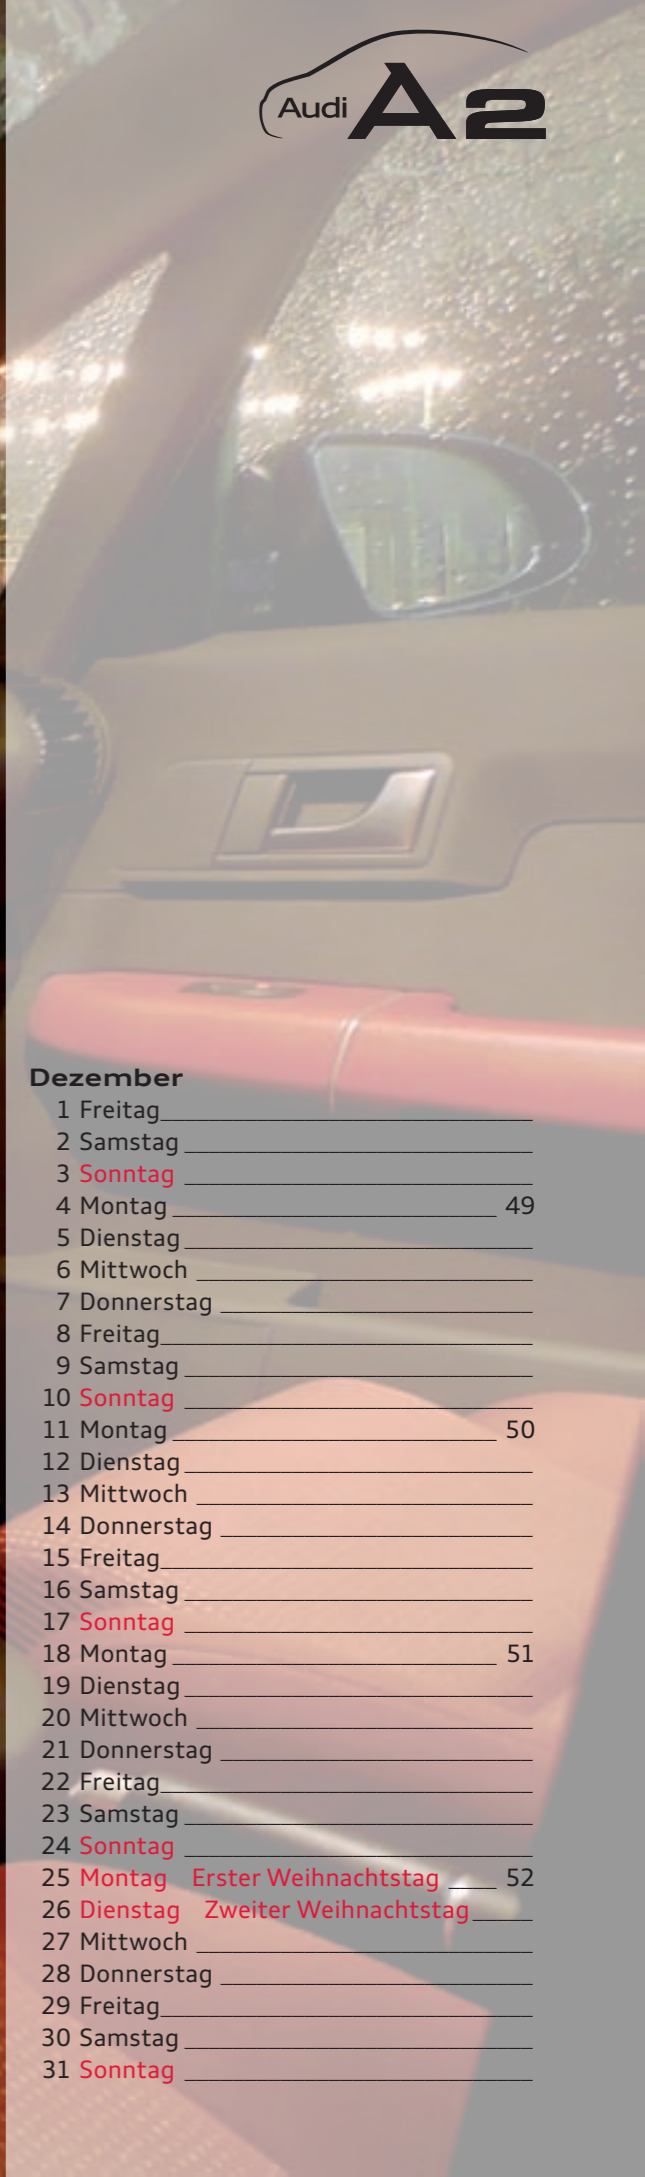 Audi A2
Dezember
1 Freitag
2 Samstag
3 Sonntag
4 Montag 49
5 Dienstag
6 Mittwoch
7 Donnerstag
8 Freitag
9 Samstag
10 Sonntag
11 Montag 50
12 Dienstag
13 Mittwoch
14 Donnerstag
15 Freitag
16 Samstag
17 Sonntag
18 Montag 51
19 Dienstag
20 Mittwoch
21 Donnerstag
22 Freitag
23 Samstag
24 Sonntag
25 Montag Erster Weihnachtstag 52
26 Dienstag Zweiter Weihnachtstag
27 Mittwoch
28 Donnerstag
29 Freitag
30 Samstag
31 Sonntag